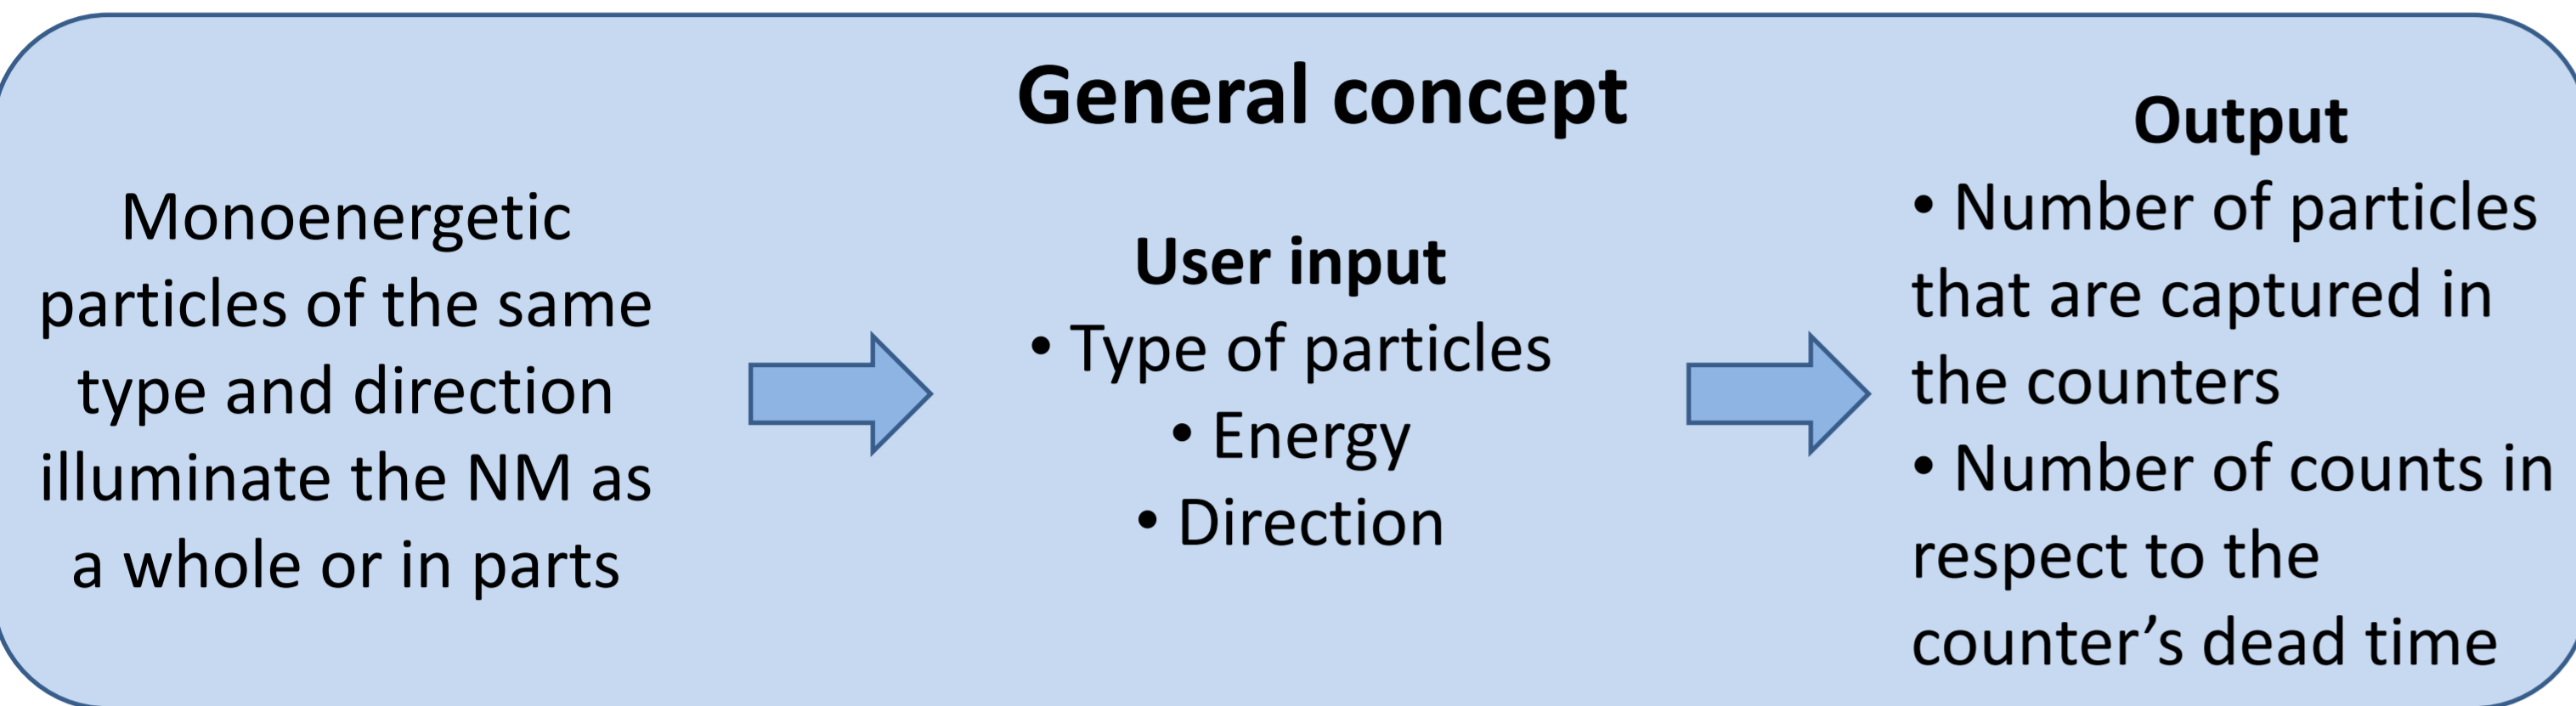 General concept
Monoenergetic
particles of the same
type and direction
illuminate the NM as
a whole or in parts
User input
• Type of particles
• Energy
• Direction
Output
• Number of particles
that are captured in
the counters
• Number of counts in
respect to the
counter’s dead time